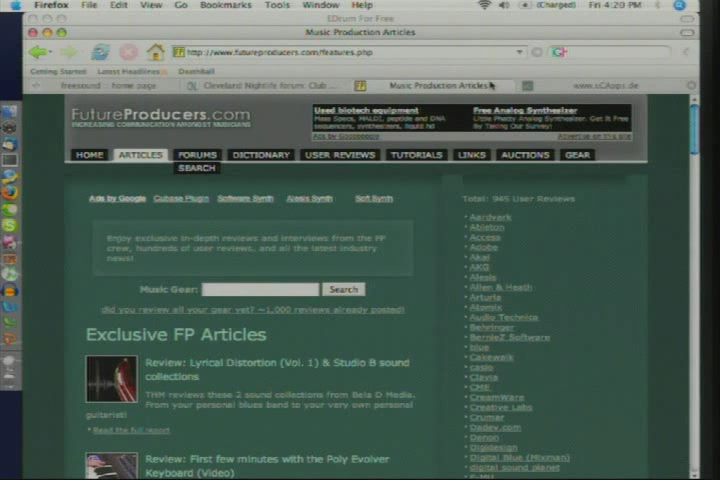 Firefox File Edit View Go Bookmarks Tools Window Help (Charged) Fri 4:20 PM
EDrum For Free
Music Production Articles
http://www.futureproducers.com/features.php
Getting Started Latest Headlines
freesound :: home page Cleveland Nightlife forum: Club ... Music Production Articles www.sCAapps.de
FutureProducers.com
INCREASING COMMUNICATION AMONGST MUSICIANS
Used biotech equipment
Mass Specs, MALDI, peptide and DNA
sequencers, synthesizers, liquid hd
Free Analog Synthesizer
Little Phatty Analog Synthesizer. Get It Free
By Taking Our Survey!
Ads by Goooooogle
Advertise on this site
HOME ARTICLES FORUMS DICTIONARY USER REVIEWS TUTORIALS LINKS AUCTIONS GEAR
SEARCH
Ads by Google Cubase Plugin Software Synth Alesis Synth Soft Synth
Enjoy exclusive in-depth reviews and interviews from the FP
crew, hundreds of user reviews, and all the latest industry
news!
Music Gear: Search
did you review all your gear yet? ~1,000 reviews already posted!
Exclusive FP Articles
Review: Lyrical Distortion (Vol. 1) & Studio B sound
collections
THM reviews these 2 sound collections from Bela D Media.
From your personal blues band to your very own personal
guitarist!
Read the full report
Review: First few minutes with the Poly Evolver
Keyboard (Video)
Total: 945 User Reviews
Aardvark
Ableton
Access
Adobe
Akai
AKG
Alesis
Allen & Heath
Arturia
Atomix
Audio Technica
Behringer
BernieZ Software
blue
Cakewalk
casio
Clavia
CME
CreamWare
Creative Labs
Crumar
Dadev.com
Denon
Digidesign
Digital Blue (Mixman)
digital sound planet
E-MU